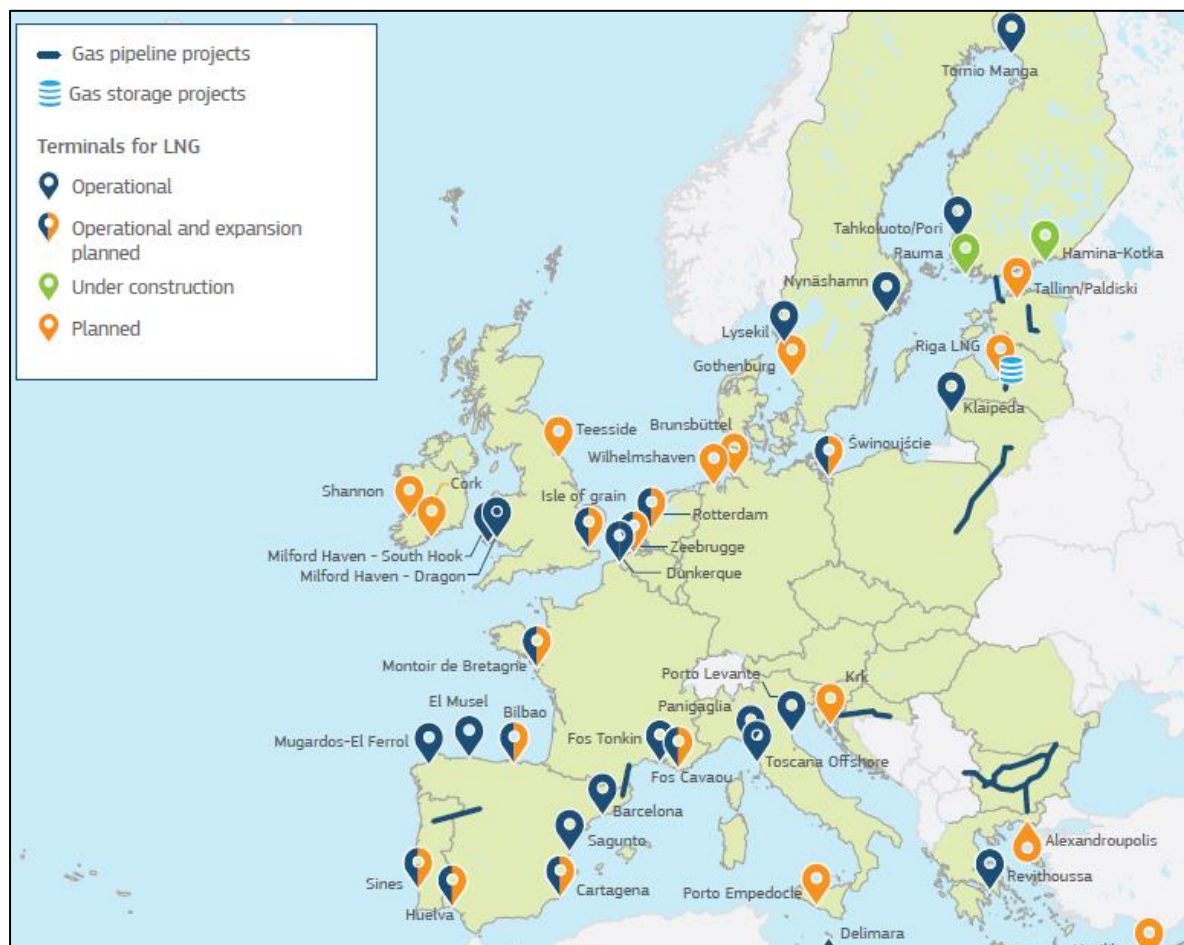 Gas pipeline projects
Gas storage projects
Terminals for LNG
Operational
Operational and expansion
planned
Under construction
Planned
Tornio Manga
Tahkoluoto/Pori
Rauma
Hamina-Kotka
Nynäshamn
Tallinn/Paldiski
Lysekil
Riga LNG
Gothenburg
Klaipėda
Teesside
Brunsbüttel
Świnoujście
Wilhelmshaven
Shannon
Cork
Isle of grain
Rotterdam
Milford Haven - South Hook
Zeebrugge
Milford Haven - Dragon
Dunkerque
Montoir de Bretagne
Porto Levante
Krk
El Musel
Bilbao
Panigaglia
Mugardos-El Ferrol
Fos Tonkin
Toscana Offshore
Fos Cavaou
Barcelona
Sagunto
Alexandroupolis
Sines
Cartagena
Porto Empedocle
Revithoussa
Huelva
Delimara